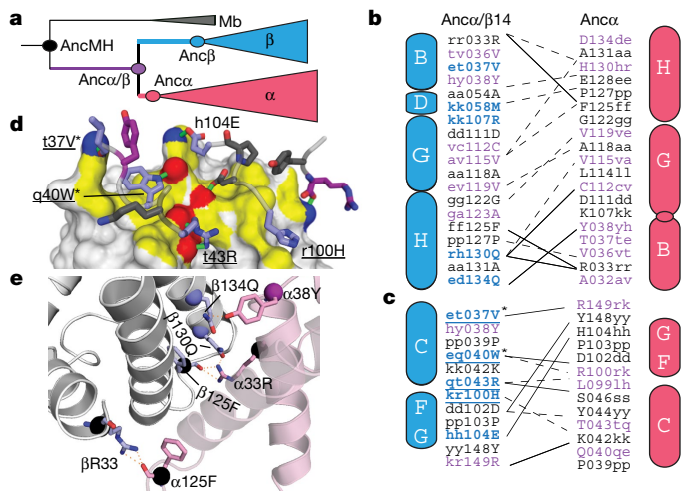 a
AncMH
Mb
Ancβ
β
Ancα/β
Ancα
α
b
Ancα/β14
Ancα
B
D
G
H
rr033R
tv036V
et037V
hy038Y
aa054A
kk058M
kk107R
dd111D
vc112C
av115V
aa118A
ev119V
gg122G
ga123A
ff125F
pp127P
rh130Q
aa131A
ed134Q
D134de
A131aa
H130hr
E128ee
P127pp
F125ff
G122gg
V119ve
A118aa
V115va
L114ll
C112cv
D111dd
K107kk
Y038yh
T037te
V036vt
R033rr
A032av
H
G
B
c
C
F
G
et037V*
hy038Y
pp039P
eq040W*
kk042K
qt043R
kr100H
dd102D
pp103P
hh104E
yy148Y
kr149R
R149rk
Y148yy
H104hh
P103pp
D102dd
R100rk
L099lh
S046ss
Y044yy
T043tq
K042kk
Q040qe
P039pp
G
F
C
d
t37V*
h104E
q40W*
t43R
r100H
e
β134Q
α38Y
β130Q
α33R
β125F
βR33
α125F